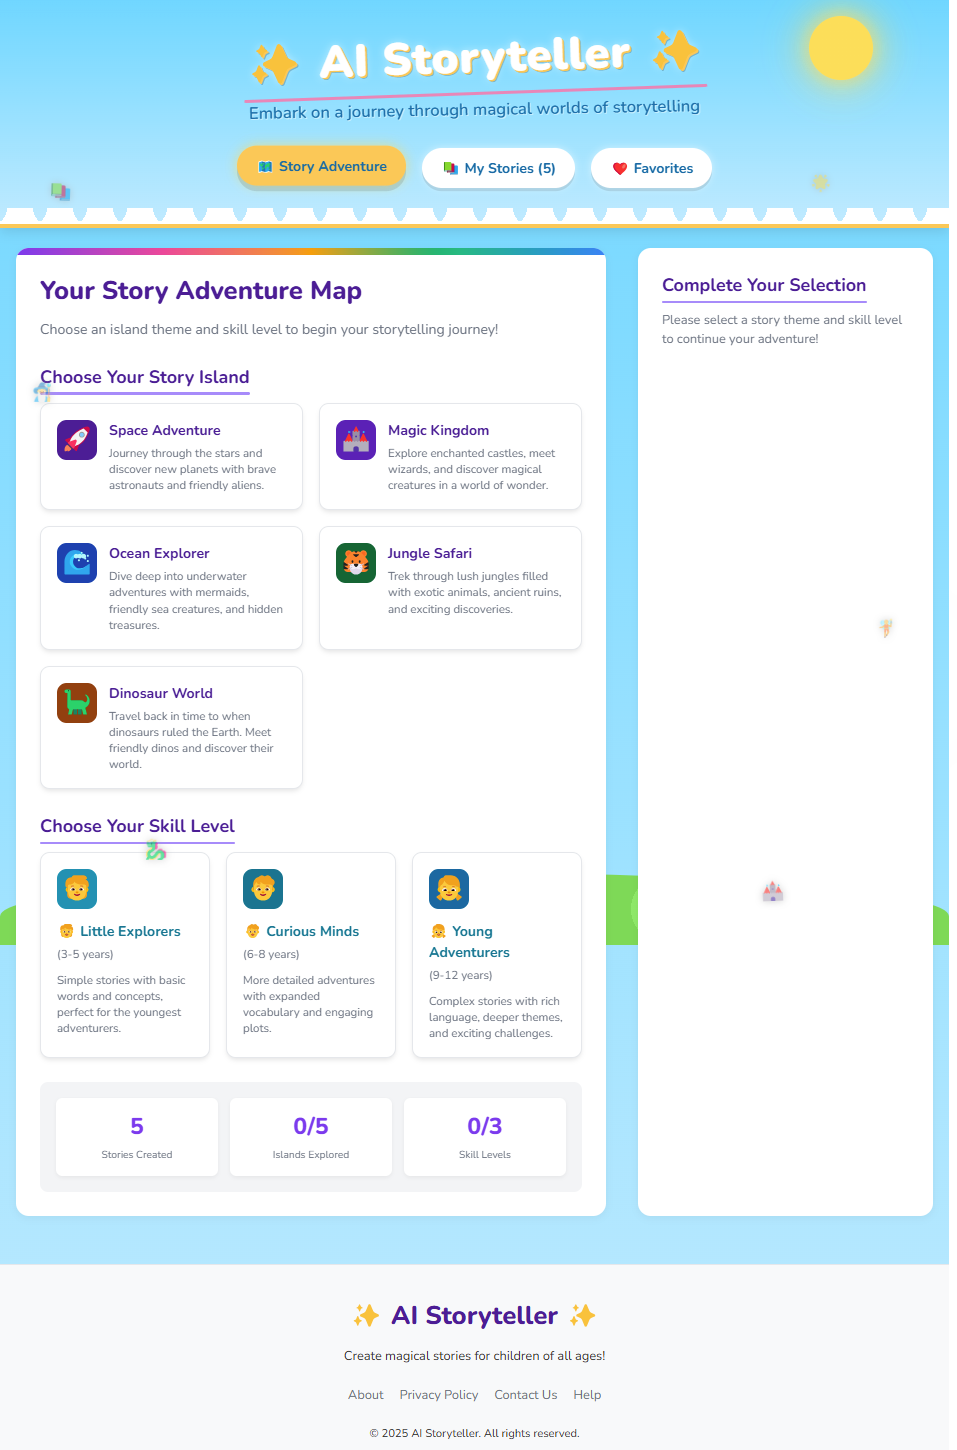 AI Storyteller
Embark on a journey through magical worlds of storytelling
Story Adventure
My Stories (5)
Favorites
Your Story Adventure Map
Choose an island theme and skill level to begin your storytelling journey!
Choose Your Story Island
Space Adventure
Journey through the stars and
discover new planets with brave
astronauts and friendly aliens.
Magic Kingdom
Explore enchanted castles, meet
wizards, and discover magical
creatures in a world of wonder.
Ocean Explorer
Dive deep into underwater
adventures with mermaids,
friendly sea creatures, and hidden
treasures.
Jungle Safari
Trek through lush jungles filled
with exotic animals, ancient ruins,
and exciting discoveries.
Dinosaur World
Travel back in time to when
dinosaurs ruled the Earth. Meet
friendly dinos and discover their
world.
Choose Your Skill Level
Little Explorers
(3-5 years)
Simple stories with basic
words and concepts,
perfect for the youngest
adventurers.
Curious Minds
(6-8 years)
More detailed adventures
with expanded
vocabulary and engaging
plots.
Young
Adventurers
(9-12 years)
Complex stories with rich
language, deeper themes,
and exciting challenges.
5
Stories Created
0/5
Islands Explored
0/3
Skill Levels
Complete Your Selection
Please select a story theme and skill level
to continue your adventure!
AI Storyteller
Create magical stories for children of all ages!
About Privacy Policy Contact Us Help
© 2025 AI Storyteller. All rights reserved.